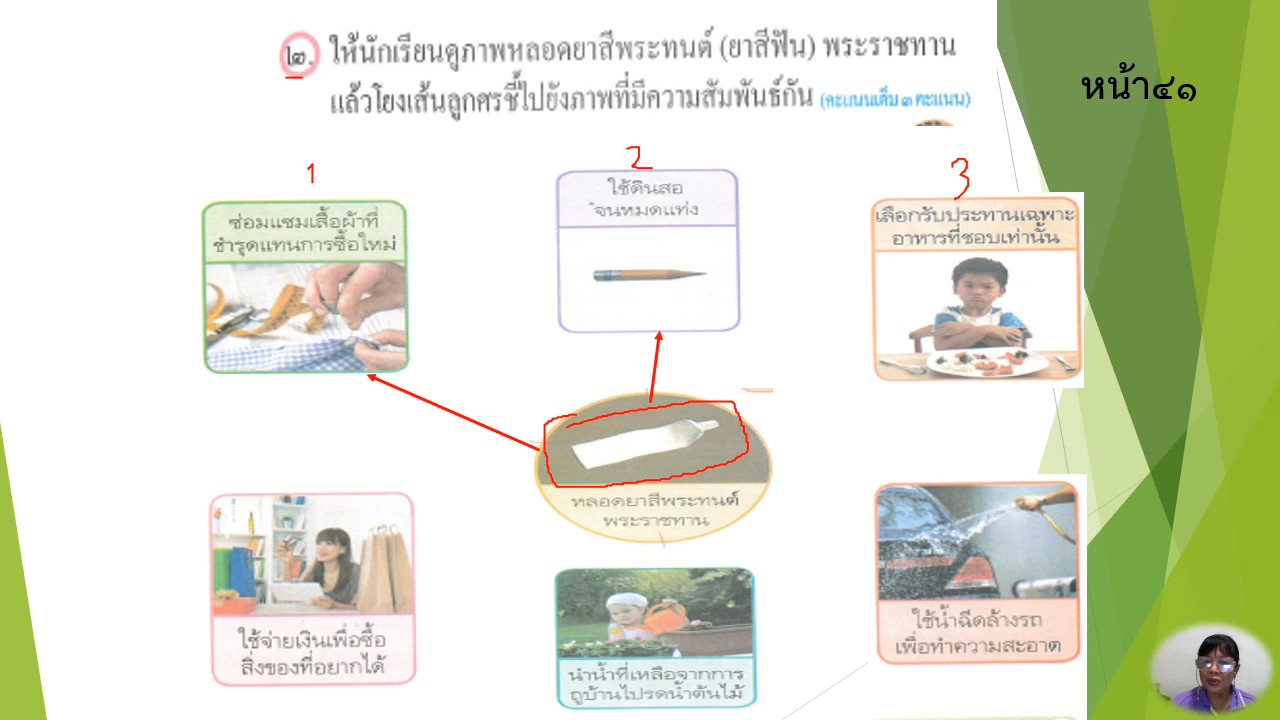 ๒. ให้นักเรียนดูภาพหลอดยาสีพระทนต์ (ยาสีฟัน) พระราชทาน
แล้วโยงเส้นลูกศรชี้ไปยังภาพที่มีความสัมพันธ์กัน (คะแนนเต็ม ๓ คะแนน)
หน้า๔๑
1
2
3
ซ่อมแซมเสื้อผ้าที่
ชำรุดแทนการซื้อใหม่
ใช้ดินสอ
จนหมดแท่ง
เลือกรับประทานเฉพาะ
อาหารที่ชอบเท่านั้น
หลอดยาสีพระทนต์
พระราชทาน
ใช้จ่ายเงินเพื่อซื้อ
สิ่งของที่อยากได้
นำน้ำที่เหลือจากการ
ถูบ้านไปรดน้ำต้นไม้
ใช้น้ำฉีดล้างรถ
เพื่อทำความสะอาด